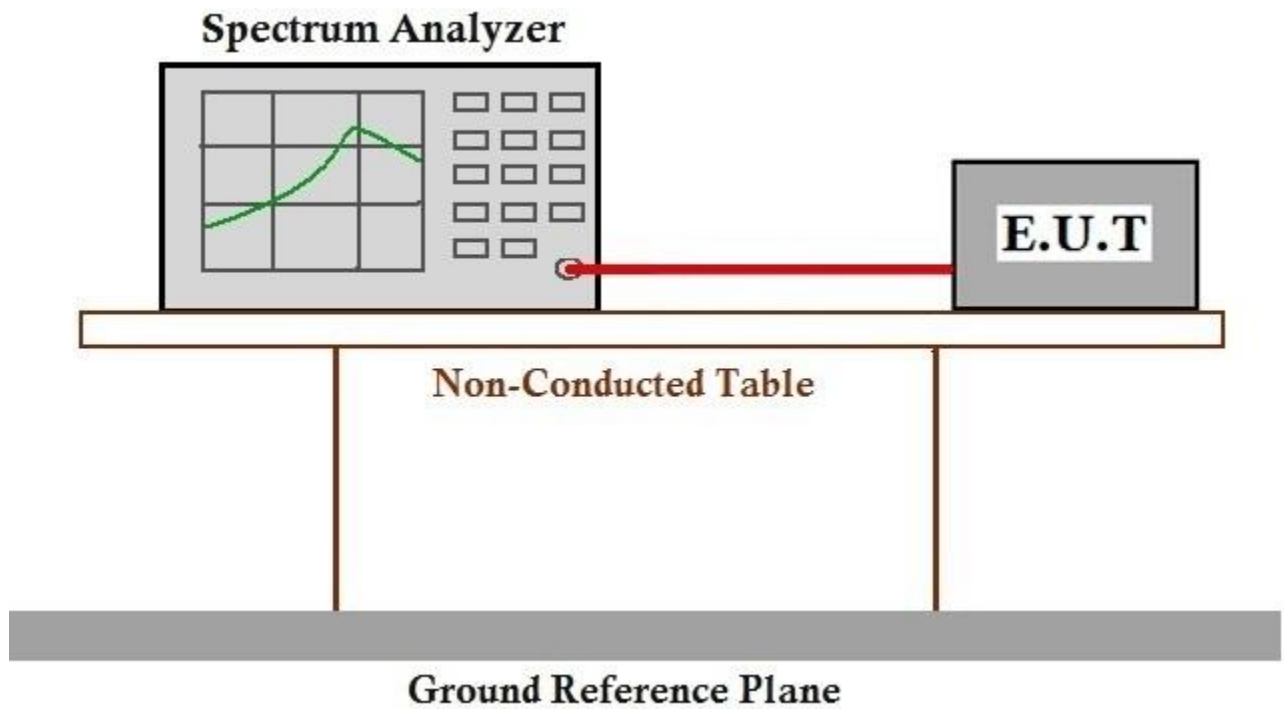 Spectrum Analyzer
E.U.T
Non-Conducted Table
Ground Reference Plane